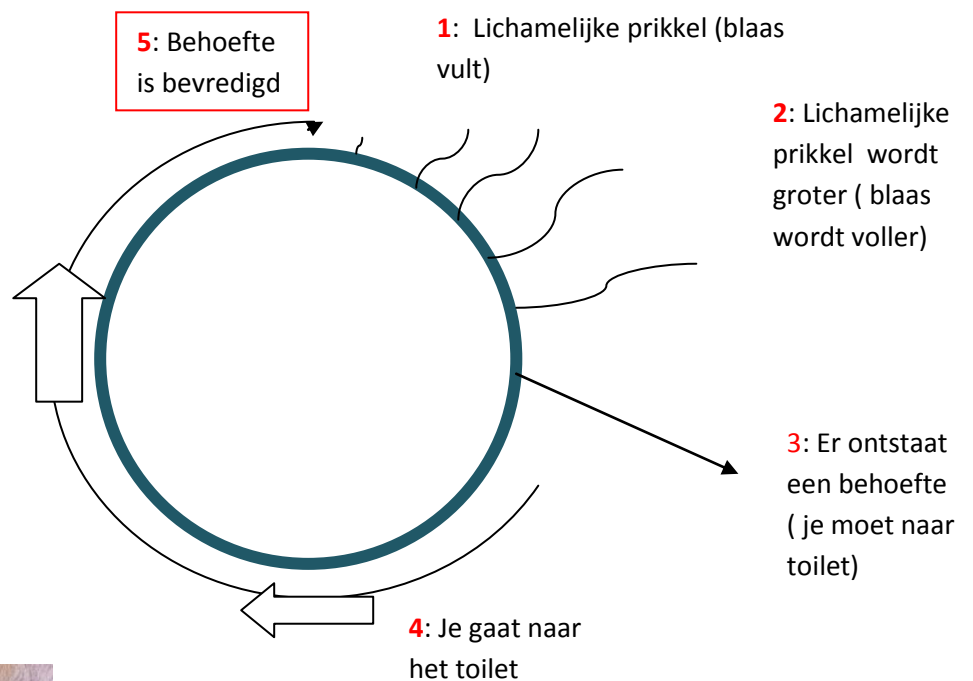 5: Behoefte
is bevredigd
1:  Lichamelijke prikkel (blaas
vult)
2: Lichamelijke
prikkel  wordt
groter ( blaas
wordt voller)
3: Er ontstaat
een behoefte
( je moet naar
toilet)
4: Je gaat naar
het toilet